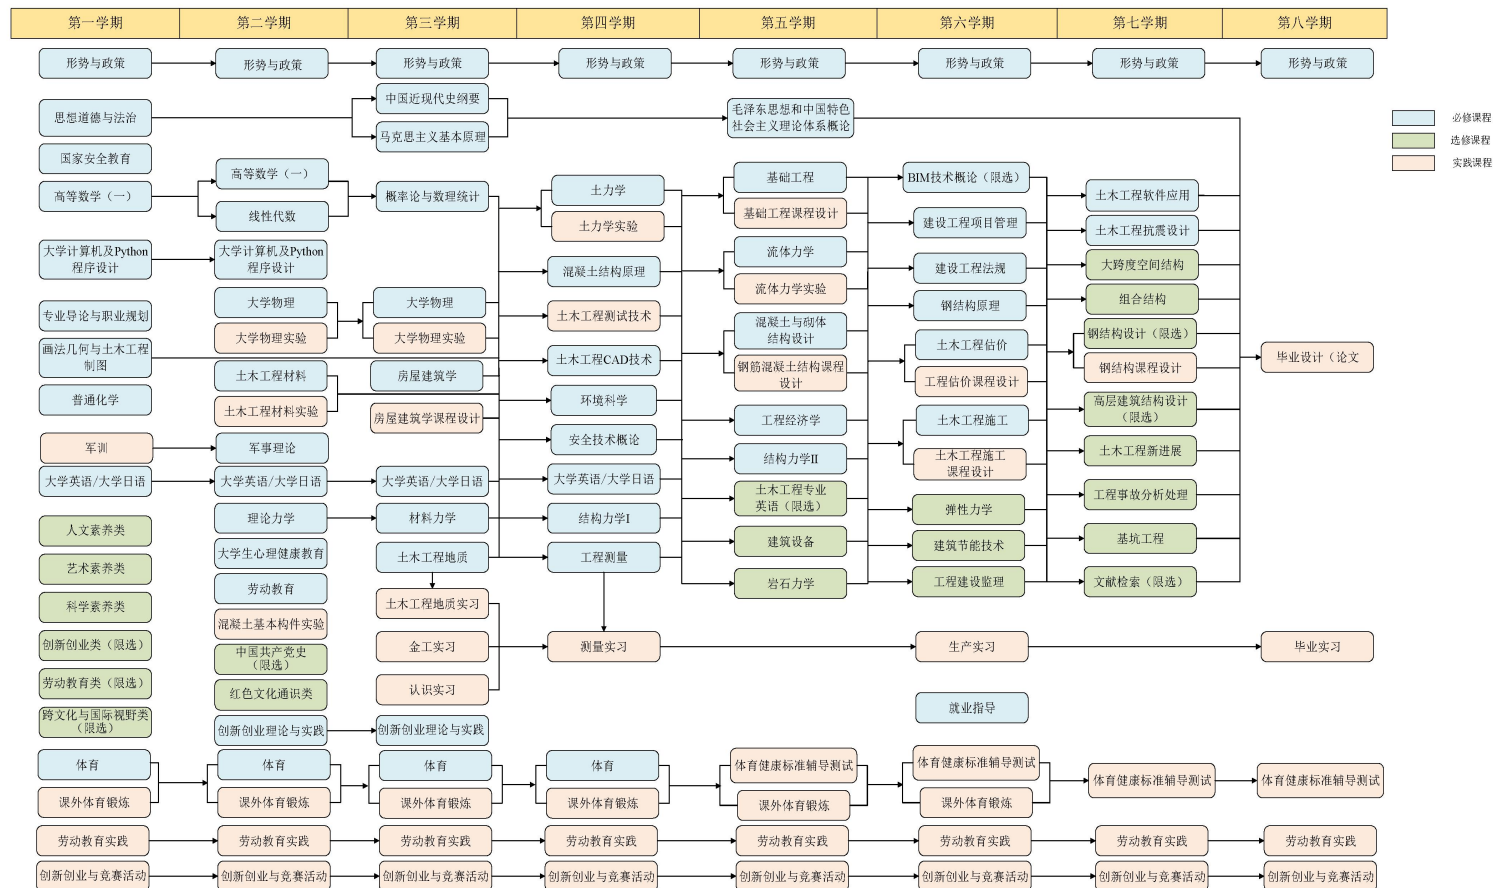 第一学期
第二学期
第三学期
第四学期
第五学期
第六学期
第七学期
第八学期
形势与政策
形势与政策
形势与政策
形势与政策
形势与政策
形势与政策
形势与政策
形势与政策
必修课程
选修课程
实践课程
思想道德与法治
国家安全教育
高等数学（一）
大学计算机及Python
程序设计
专业导论与职业规划
画法几何与土木工程
制图
普通化学
军训
大学英语/大学日语
人文素养类
艺术素养类
科学素养类
创新创业类（限选）
劳动教育类（限选）
跨文化与国际视野类
（限选）
体育
课外体育锻炼
劳动教育实践
创新创业与竞赛活动
高等数学（一）
线性代数
大学计算机及Python
程序设计
大学物理
大学物理实验
土木工程材料
土木工程材料实验
军事理论
大学英语/大学日语
理论力学
大学生心理健康教育
劳动教育
混凝土基本构件实验
中国共产党史
（限选）
红色文化通识类
创新创业理论与实践
体育
课外体育锻炼
劳动教育实践
创新创业与竞赛活动
中国近现代史纲要
马克思主义基本原理
概率论与数理统计
大学物理
大学物理实验
房屋建筑学
房屋建筑学课程设计
大学英语/大学日语
材料力学
土木工程地质
土木工程地质实习
金工实习
认识实习
创新创业理论与实践
体育
课外体育锻炼
劳动教育实践
创新创业与竞赛活动
土力学
土力学实验
混凝土结构原理
土木工程测试技术
土木工程CAD技术
环境科学
安全技术概论
大学英语/大学日语
结构力学I
工程测量
测量实习
体育
课外体育锻炼
劳动教育实践
创新创业与竞赛活动
毛泽东思想和中国特色
社会主义理论体系概论
基础工程
基础工程课程设计
流体力学
流体力学实验
混凝土与砌体
结构设计
钢筋混凝土结构课程
设计
工程经济学
结构力学II
土木工程专业
英语（限选）
建筑设备
岩石力学
体育健康标准辅导测试
课外体育锻炼
劳动教育实践
创新创业与竞赛活动
BIM技术概论（限选）
建设工程项目管理
建设工程法规
钢结构原理
土木工程估价
工程估价课程设计
土木工程施工
土木工程施工
课程设计
弹性力学
建筑节能技术
工程建设监理
生产实习
就业指导
体育健康标准辅导测试
课外体育锻炼
劳动教育实践
创新创业与竞赛活动
土木工程软件应用
土木工程抗震设计
大跨度空间结构
组合结构
钢结构设计（限选）
钢结构课程设计
高层建筑结构设计
（限选）
土木工程新进展
工程事故分析处理
基坑工程
文献检索（限选）
体育健康标准辅导测试
劳动教育实践
创新创业与竞赛活动
毕业设计（论文
毕业实习
体育健康标准辅导测试
劳动教育实践
创新创业与竞赛活动